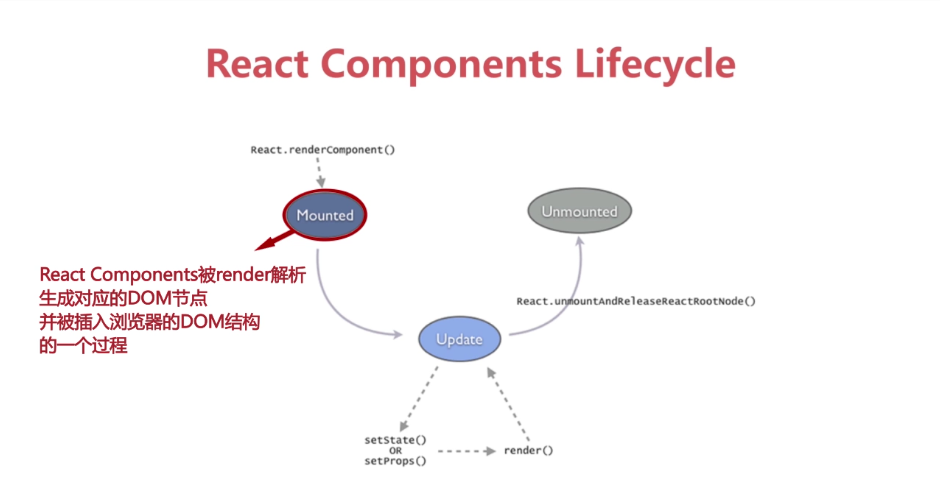 React Components Lifecycle
React.renderComponent()
Mounted
Unmounted
React Components被render解析
生成对应的DOM节点
并被插入浏览器的DOM结构
的一个过程
React.unmountAndReleaseReactRootNode()
Update
setState()
OR
setProps()
render()